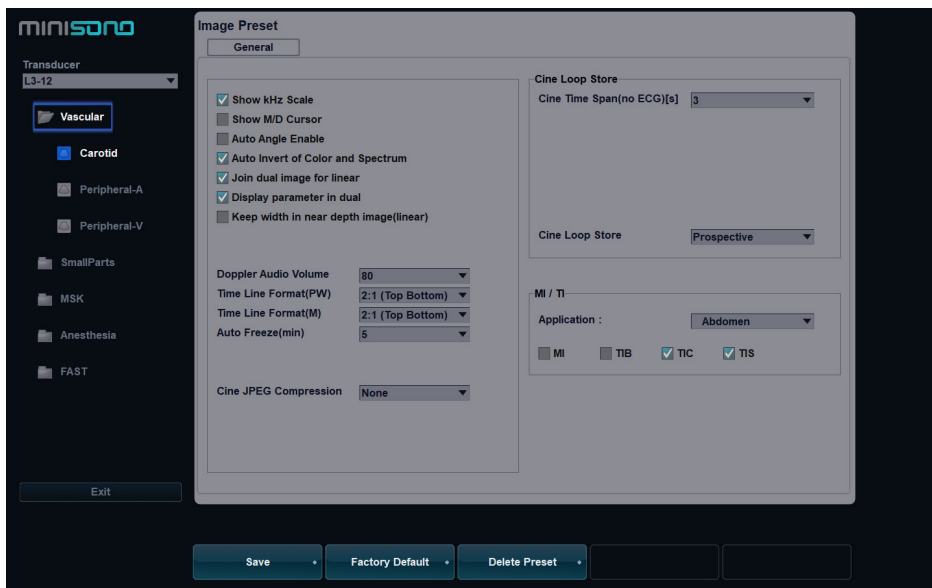 minisono
Transducer
L3-12
Vascular
Carotid
Peripheral-A
Peripheral-V
SmallParts
MSK
Anesthesia
FAST
Exit
Image Preset
General
Show kHz Scale
Show M/D Cursor
Auto Angle Enable
Auto Invert of Color and Spectrum
Join dual image for linear
Display parameter in dual
Keep width in near depth image(linear)
Doppler Audio Volume 80
Time Line Format(PW) 2:1 (Top Bottom)
Time Line Format(M) 2:1 (Top Bottom)
Auto Freeze(min) 5
Cine JPEG Compression None
Cine Loop Store
Cine Time Span(no ECG)[s] 3
Cine Loop Store Prospective
MI / TI
Application : Abdomen
MI TIB TIC TIS
Save Factory Default Delete Preset